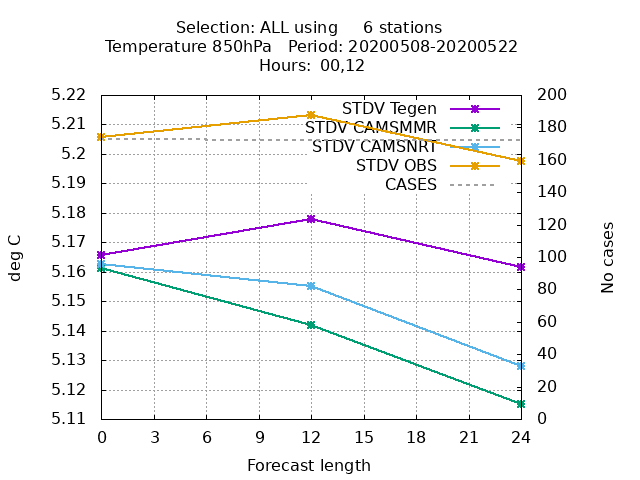 Selection: ALL using     6 stations
Temperature 850hPa   Period: 20200508-20200522
Hours: 00,12
5.22
5.21
5.2
5.19
5.18
5.17
5.16
5.15
5.14
5.13
5.12
5.11
deg C
STDV Tegen
STDV CAMSMMR
STDV CAMSNRT
STDV OBS
CASES
200
180
160
140
120
100
80
60
40
20
0
No cases
0 3 6 9 12 15 18 21 24
Forecast length